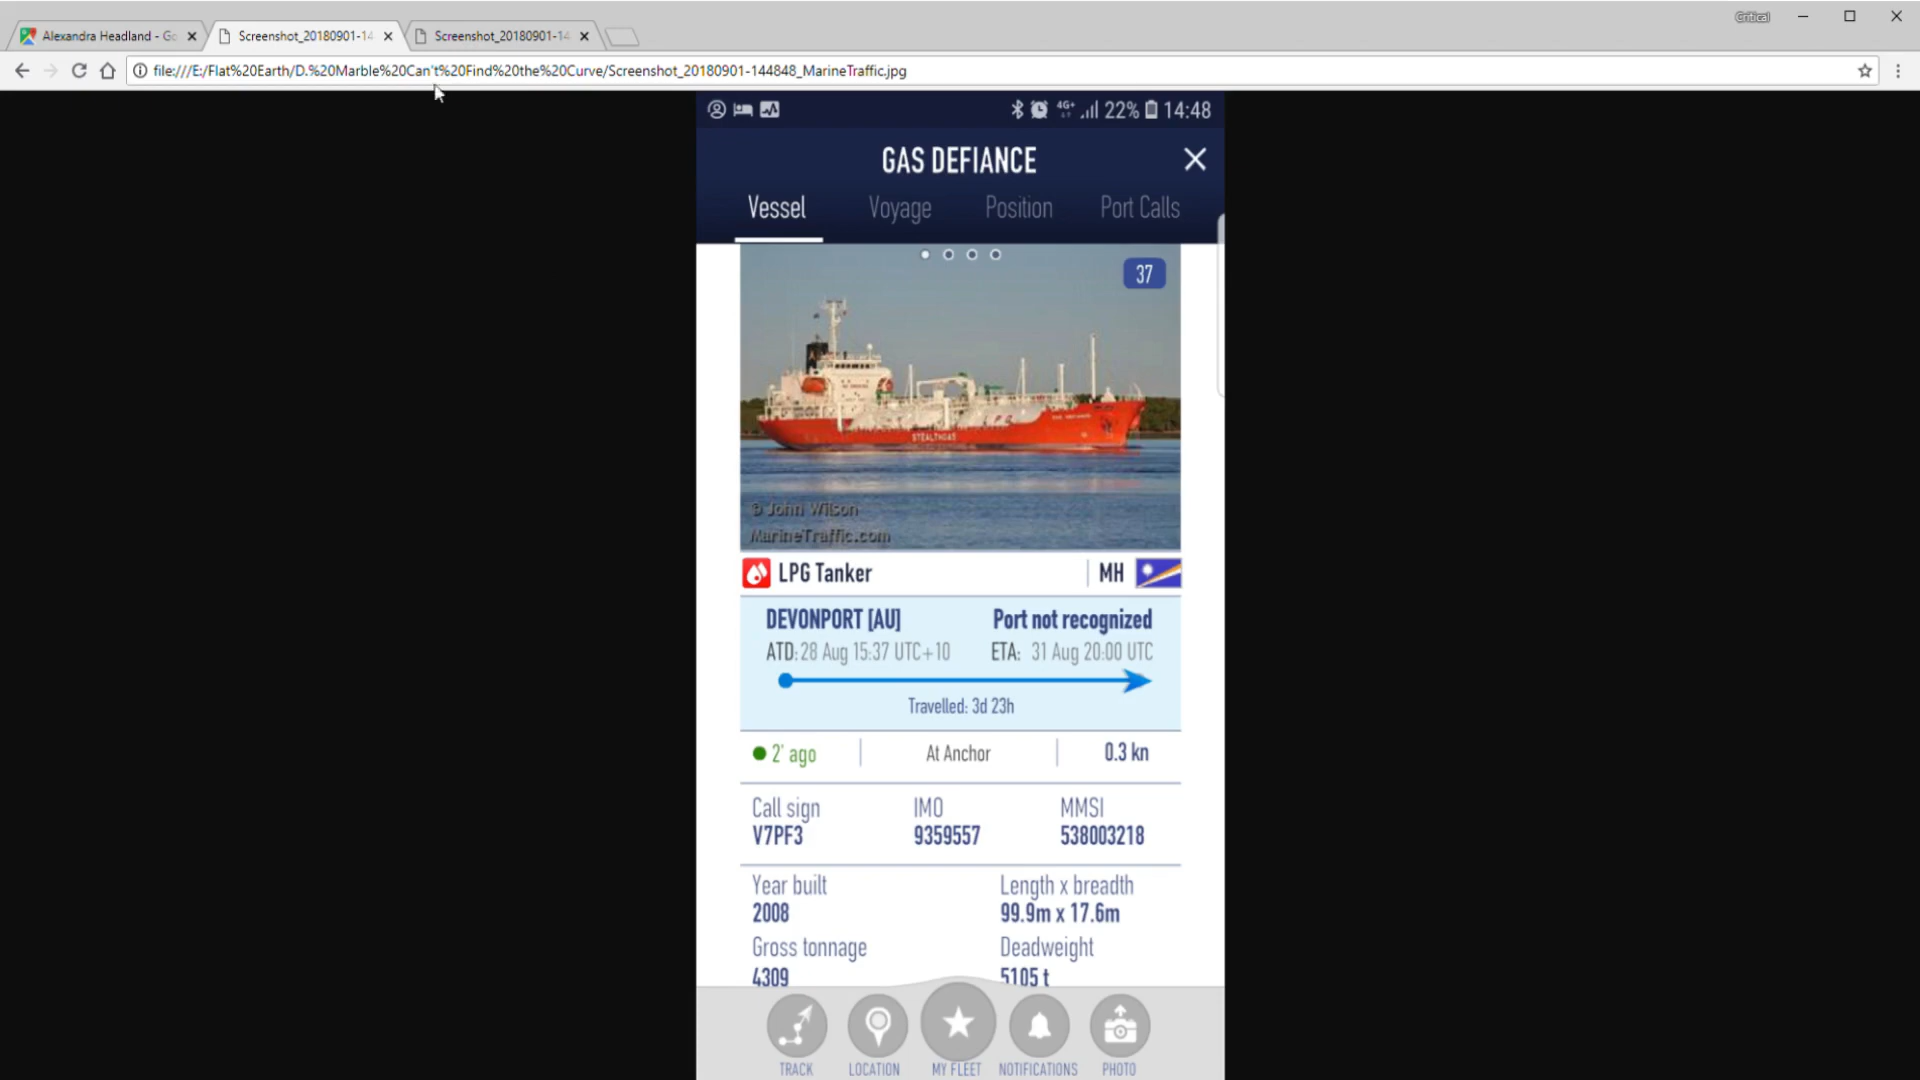 Critical
Alexandra Headland - Go
Screenshot_20180901-14
Screenshot_20180901-14
file:///E:/Flat%20Earth/D.%20Marble%20Can't%20Find%20the%20Curve/Screenshot_20180901-144848_MarineTraffic.jpg
4G+ 22% 14:48
GAS DEFIANCE
Vessel Voyage Position Port Calls
37
STEALTHGAS
© John Wilson
MarineTraffic.com
LPG Tanker MH
DEVONPORT [AU] Port not recognized
ATD: 28 Aug 15:37 UTC+10 ETA: 31 Aug 20:00 UTC
Travelled: 3d 23h
2' ago At Anchor 0.3 kn
Call sign IMO MMSI
V7PF3 9359557 538003218
Year built Length x breadth
2008 99.9m x 17.6m
Gross tonnage Deadweight
4309 5105 t
TRACK LOCATION MY FLEET NOTIFICATIONS PHOTO